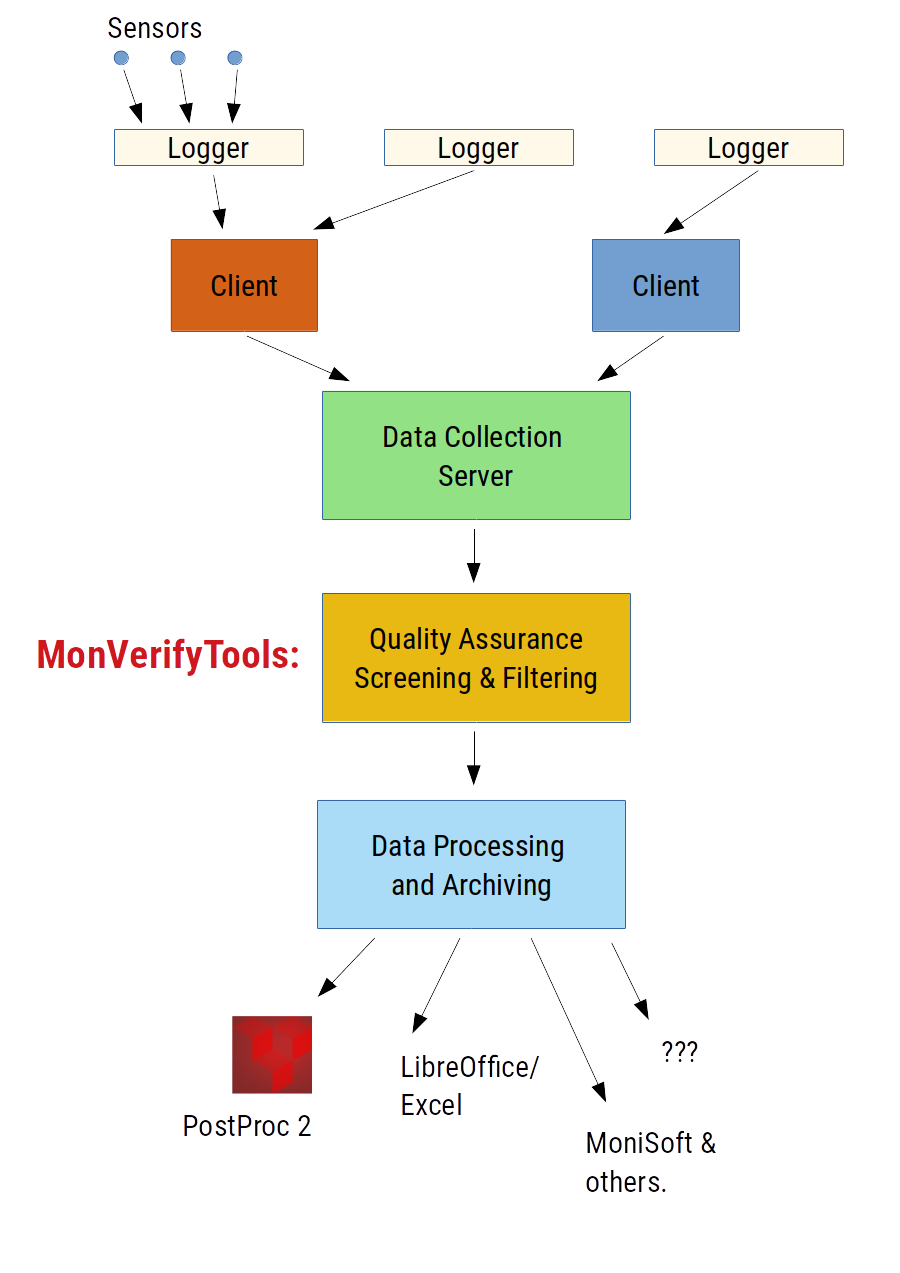 Sensors
Logger
Logger
Logger
Client
Client
Data Collection
Server
MonVerifyTools:
Quality Assurance
Screening & Filtering
Data Processing
and Archiving
PostProc 2
LibreOffice/
Excel
MoniSoft &
others.
???